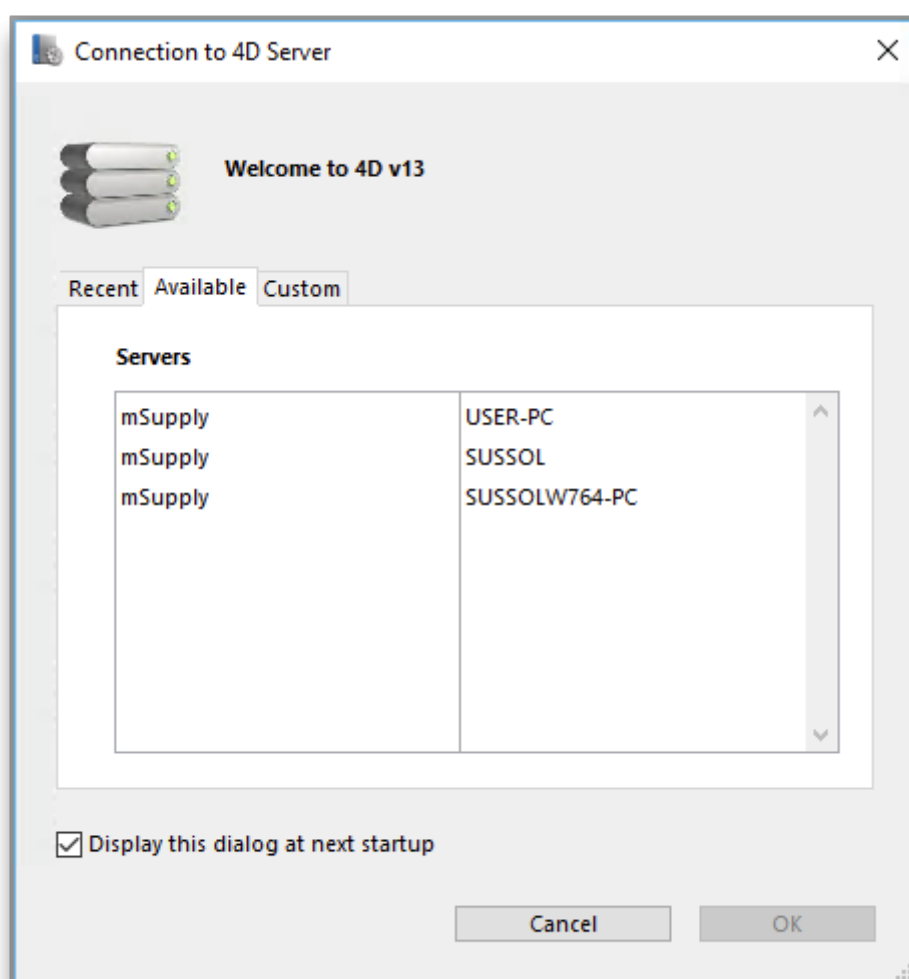 Connection to 4D Server
Welcome to 4D v13
Recent Available Custom
Servers
mSupply USER-PC
mSupply SUSSOL
mSupply SUSSOLW764-PC
Display this dialog at next startup
Cancel OK